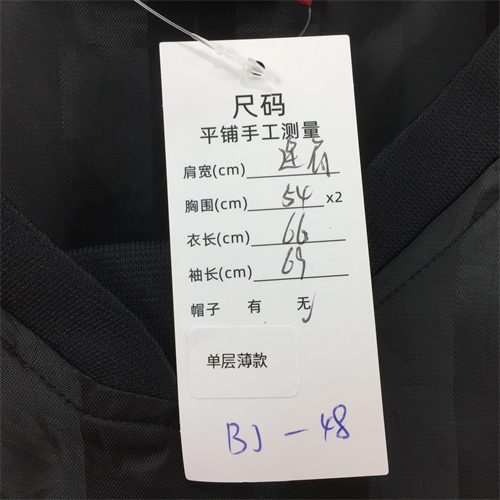 尺码
平铺手工测量
肩宽(cm) 连肩
胸围(cm) 54 x2
衣长(cm) 66
袖长(cm) 69
帽子 有 无✓
单层薄款
BJ-48